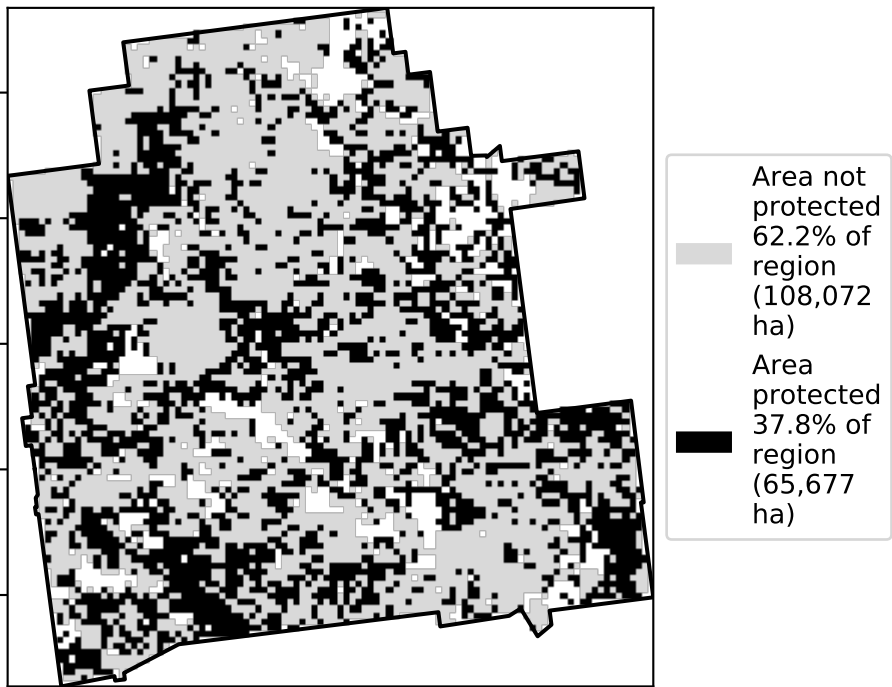 Area not
protected
62.2% of
region
(108,072
ha)
Area
protected
37.8% of
region
(65,677
ha)